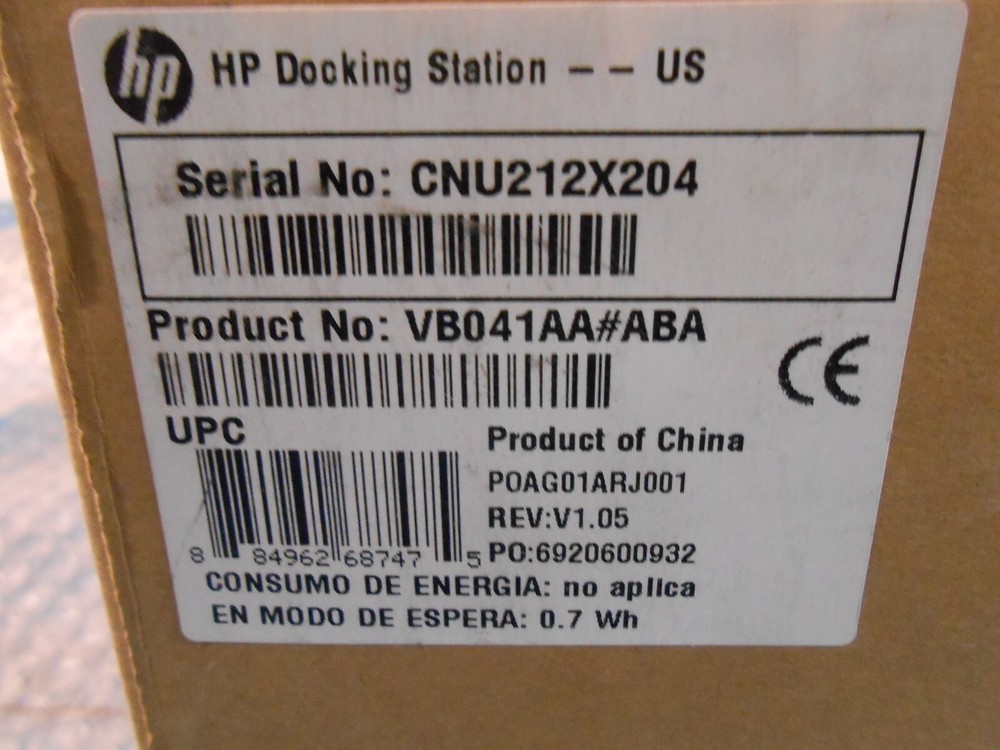 hp HP Docking Station -- US
Serial No: CNU212X204
Product No: VB041AA#ABA
CE
UPC
Product of China
POAG01ARJ001
REV:V1.05
8 84962 68747 5
PO:6920600932
CONSUMO DE ENERGIA: no aplica
EN MODO DE ESPERA: 0.7 Wh